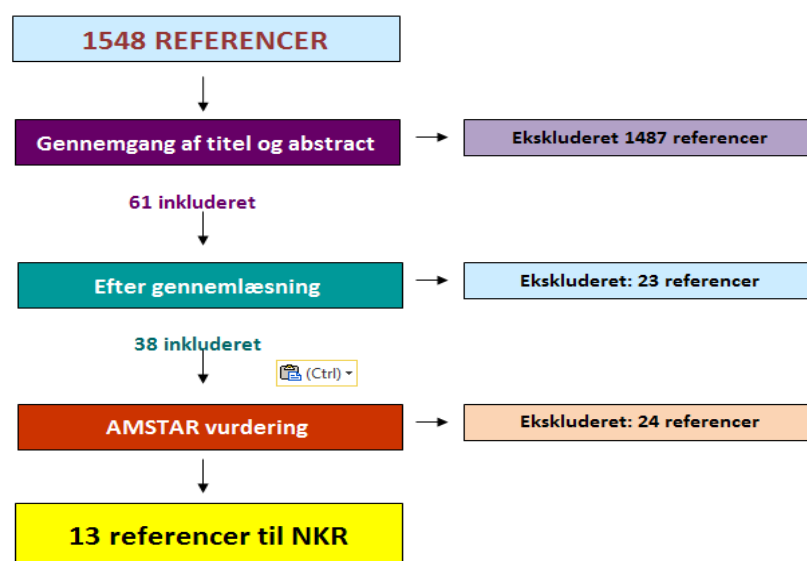 1548 REFERENCER
Gennemgang af titel og abstract
Ekskluderet 1487 referencer
61 inkluderet
Efter gennemlæsning
Ekskluderet: 23 referencer
38 inkluderet
(Ctrl)
AMSTAR vurdering
Ekskluderet: 24 referencer
13 referencer til NKR